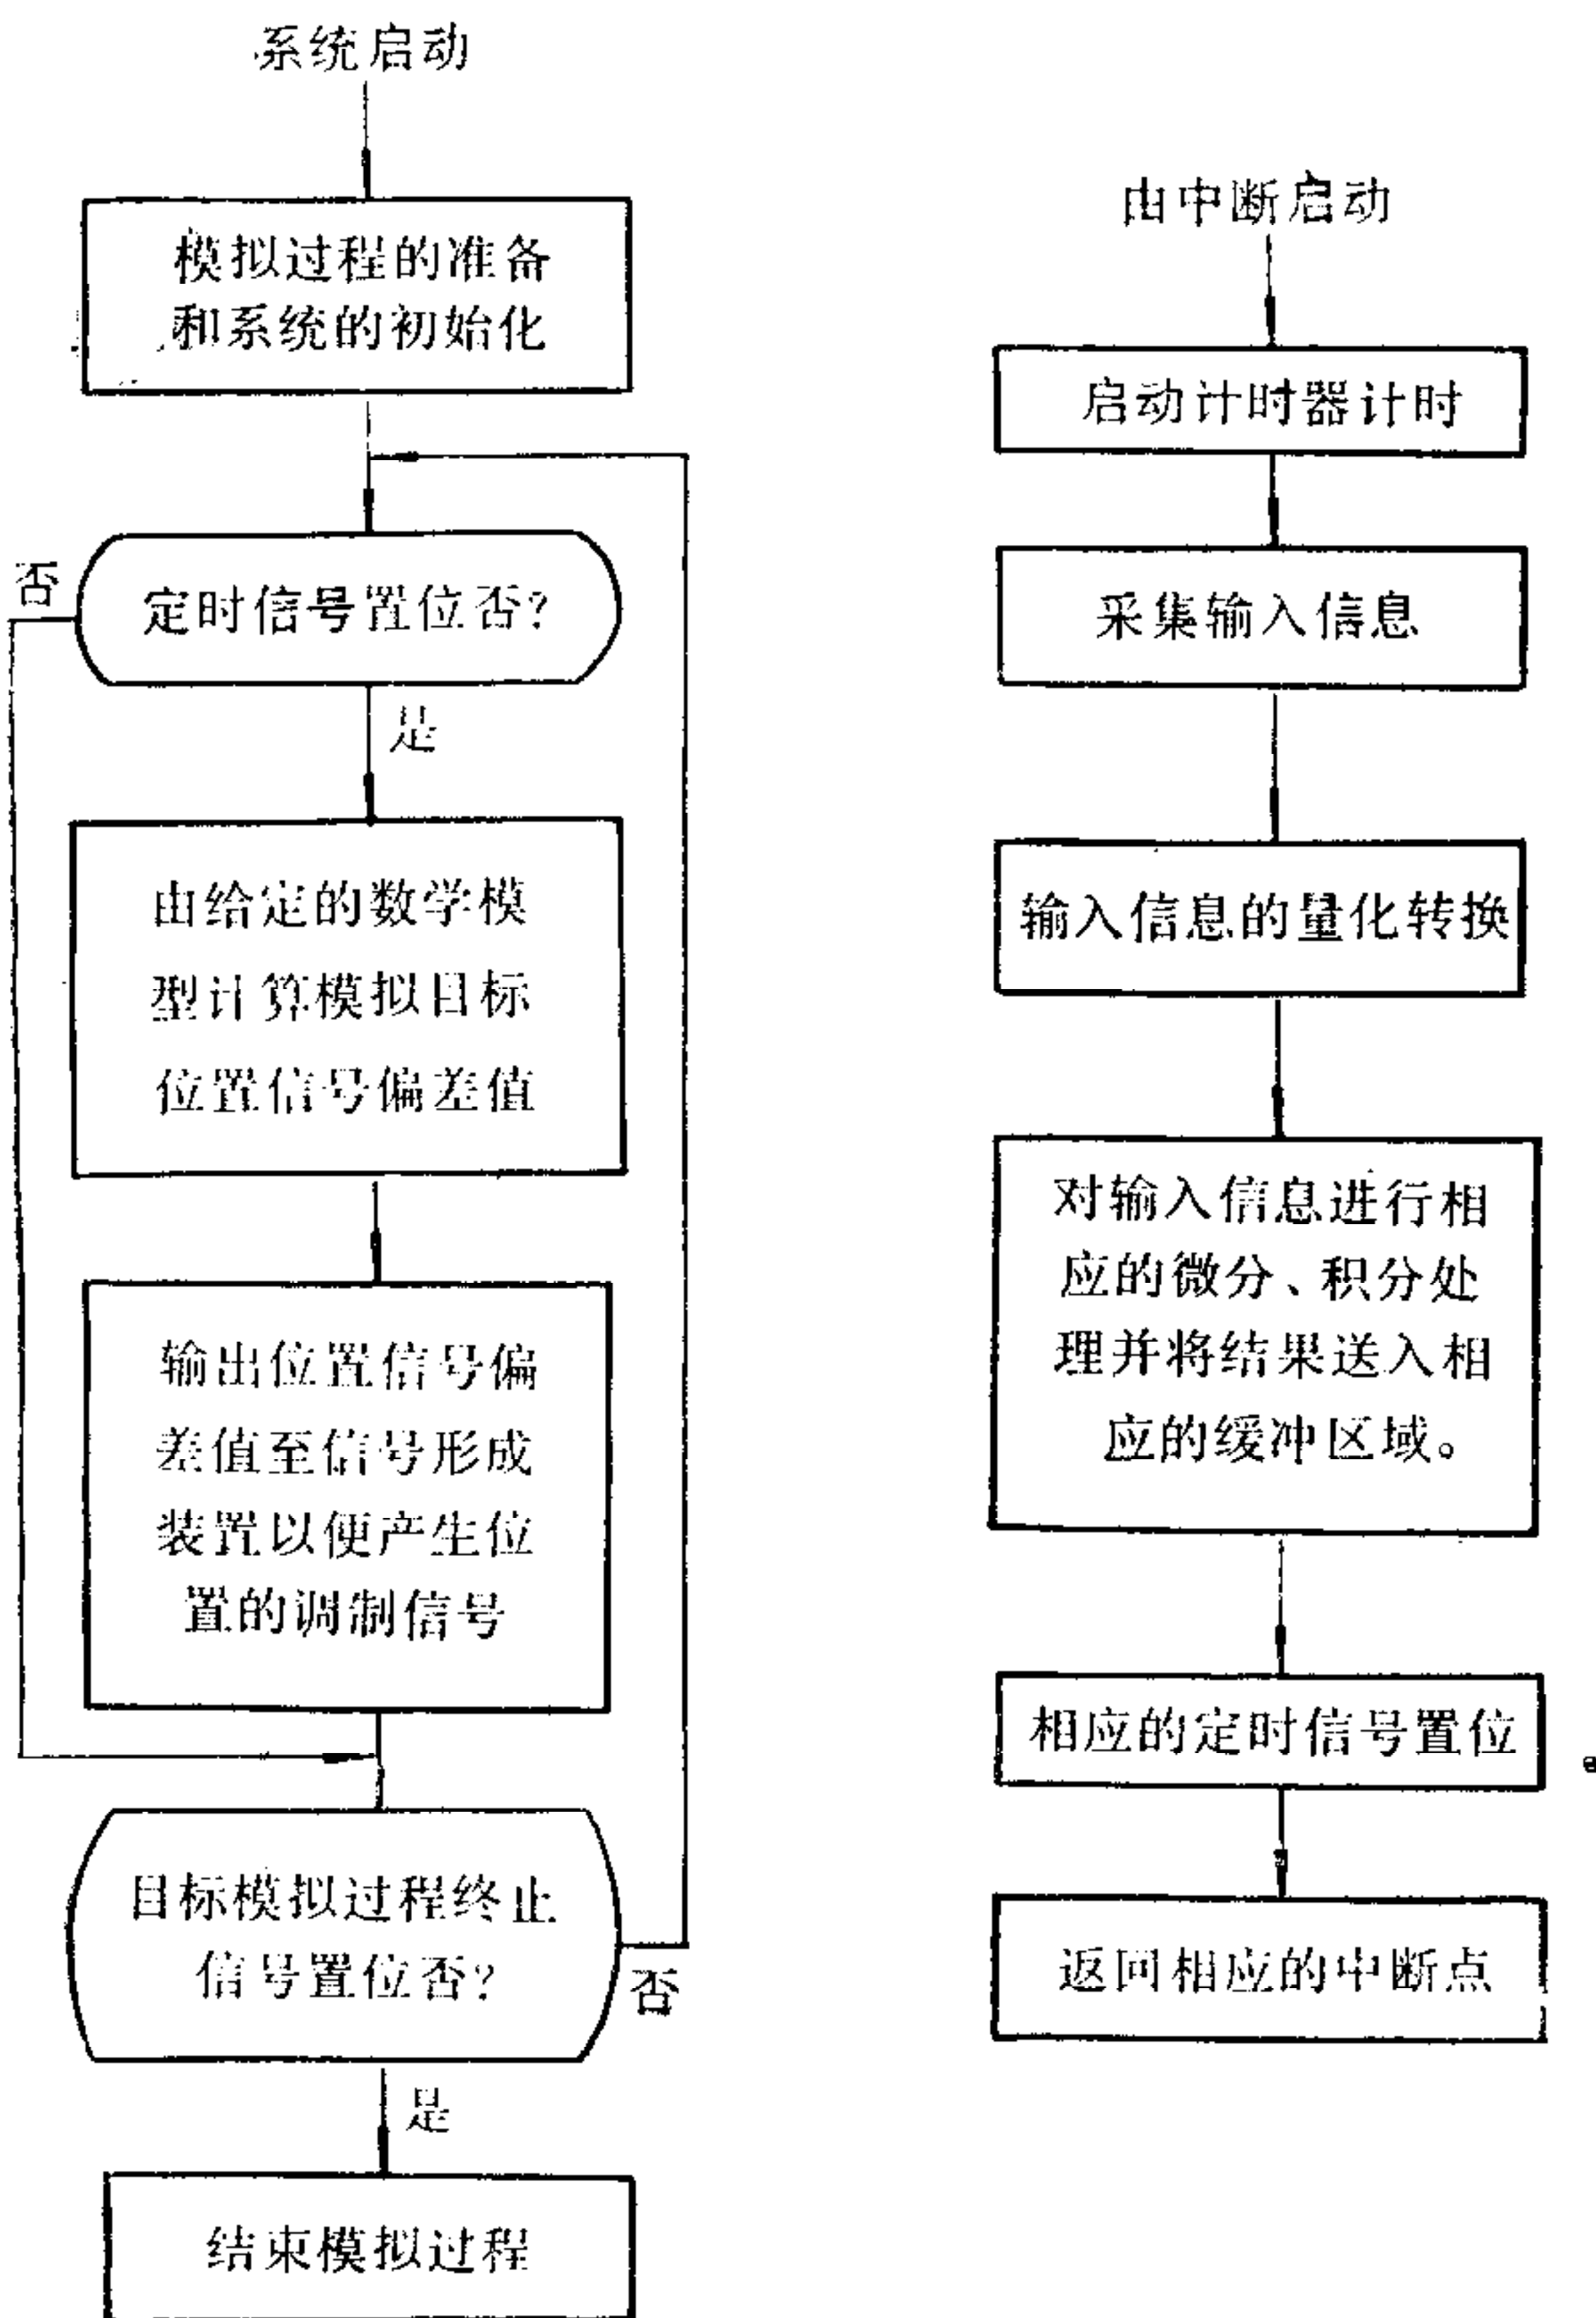 系统启动
模拟过程的准备
和系统的初始化
否
定时信号置位否?
是
由给定的数学模
型计算模拟目标
位置信号偏差值
输出位置信号偏
差值至信号形成
装置以便产生位
置的调制信号
目标模拟过程终止
信号置位否?
否
是
结束模拟过程
由中断启动
启动计时器计时
采集输入信息
输入信息的量化转换
对输入信息进行相
应的微分、积分处
理并将结果送入相
应的缓冲区域。
相应的定时信号置位
返回相应的中断点